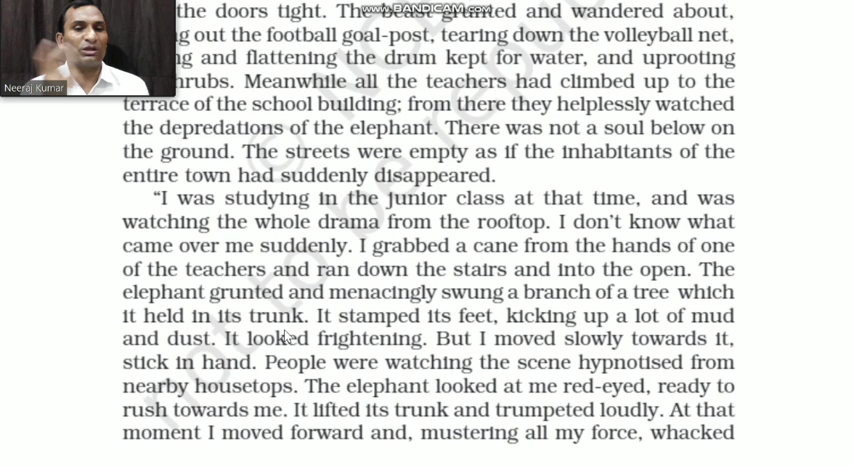 www.BANDICAM.com
the doors tight. The beast grunted and wandered about,
out the football goal-post, tearing down the volleyball net,
and flattening the drum kept for water, and uprooting
Meanwhile all the teachers had climbed up to the
Neeraj Kumar
terrace of the school building; from there they helplessly watched
the depredations of the elephant. There was not a soul below on
the ground. The streets were empty as if the inhabitants of the
entire town had suddenly disappeared.
“I was studying in the junior class at that time, and was
watching the whole drama from the rooftop. I don’t know what
came over me suddenly. I grabbed a cane from the hands of one
of the teachers and ran down the stairs and into the open. The
elephant grunted and menacingly swung a branch of a tree which
it held in its trunk. It stamped its feet, kicking up a lot of mud
and dust. It looked frightening. But I moved slowly towards it,
stick in hand. People were watching the scene hypnotised from
nearby housetops. The elephant looked at me red-eyed, ready to
rush towards me. It lifted its trunk and trumpeted loudly. At that
moment I moved forward and, mustering all my force, whacked
not to be